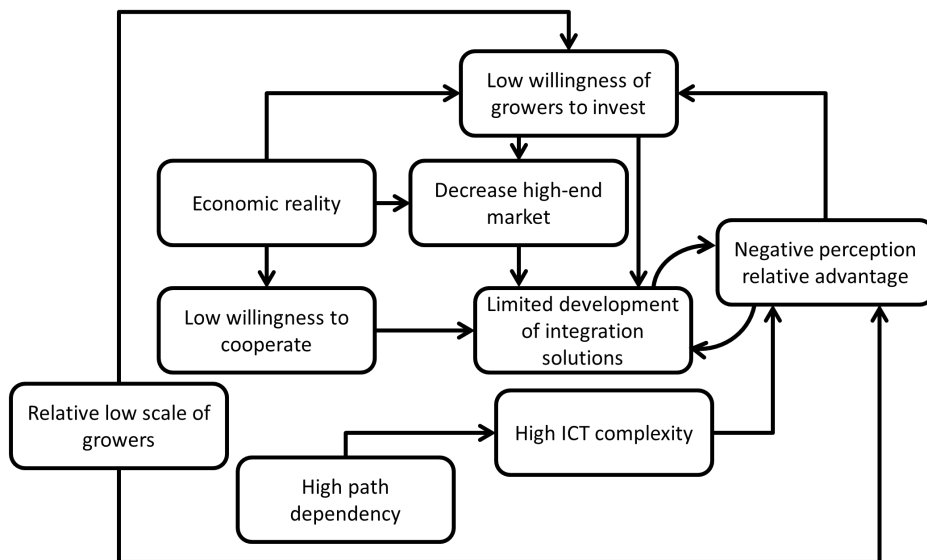 Low willingness of
growers to invest
Economic reality
Decrease high-end
market
Negative perception
relative advantage
Low willingness to
cooperate
Limited development
of integration
solutions
Relative low scale of
growers
High ICT complexity
High path
dependency